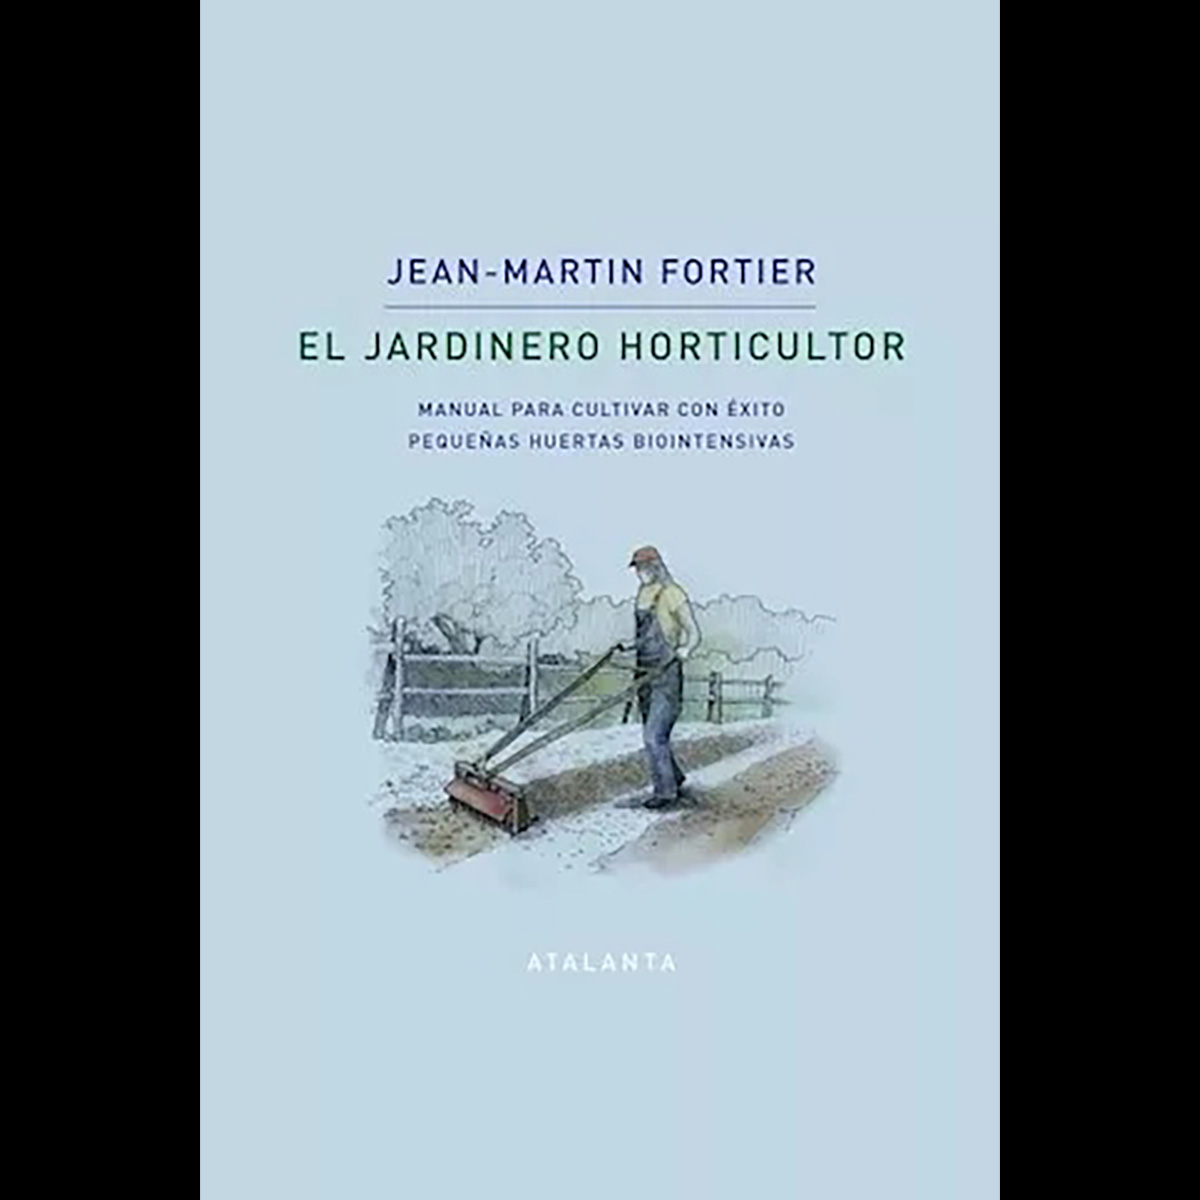 JEAN-MARTIN FORTIER
EL JARDINERO HORTICULTOR
MANUAL PARA CULTIVAR CON ÉXITO
PEQUEÑAS HUERTAS BIOINTENSIVAS
ATALANTA